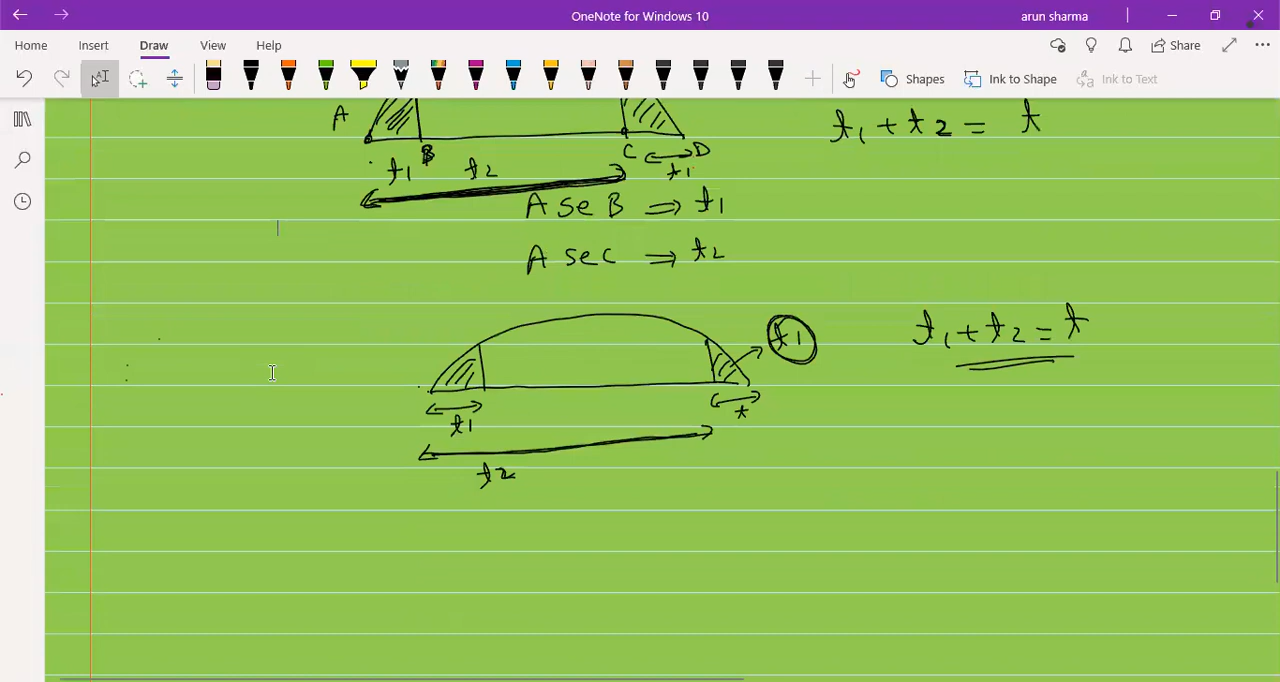 OneNote for Windows 10
arun sharma
Home Insert Draw View Help
Share
Shapes
Ink to Shape
Ink to Text
A
B
C
D
t1
t2
t1
t1 + t2 = t
A se B ⇒ t1
A se C ⇒ t2
t1
t1 + t2 = t
t1
t
t2